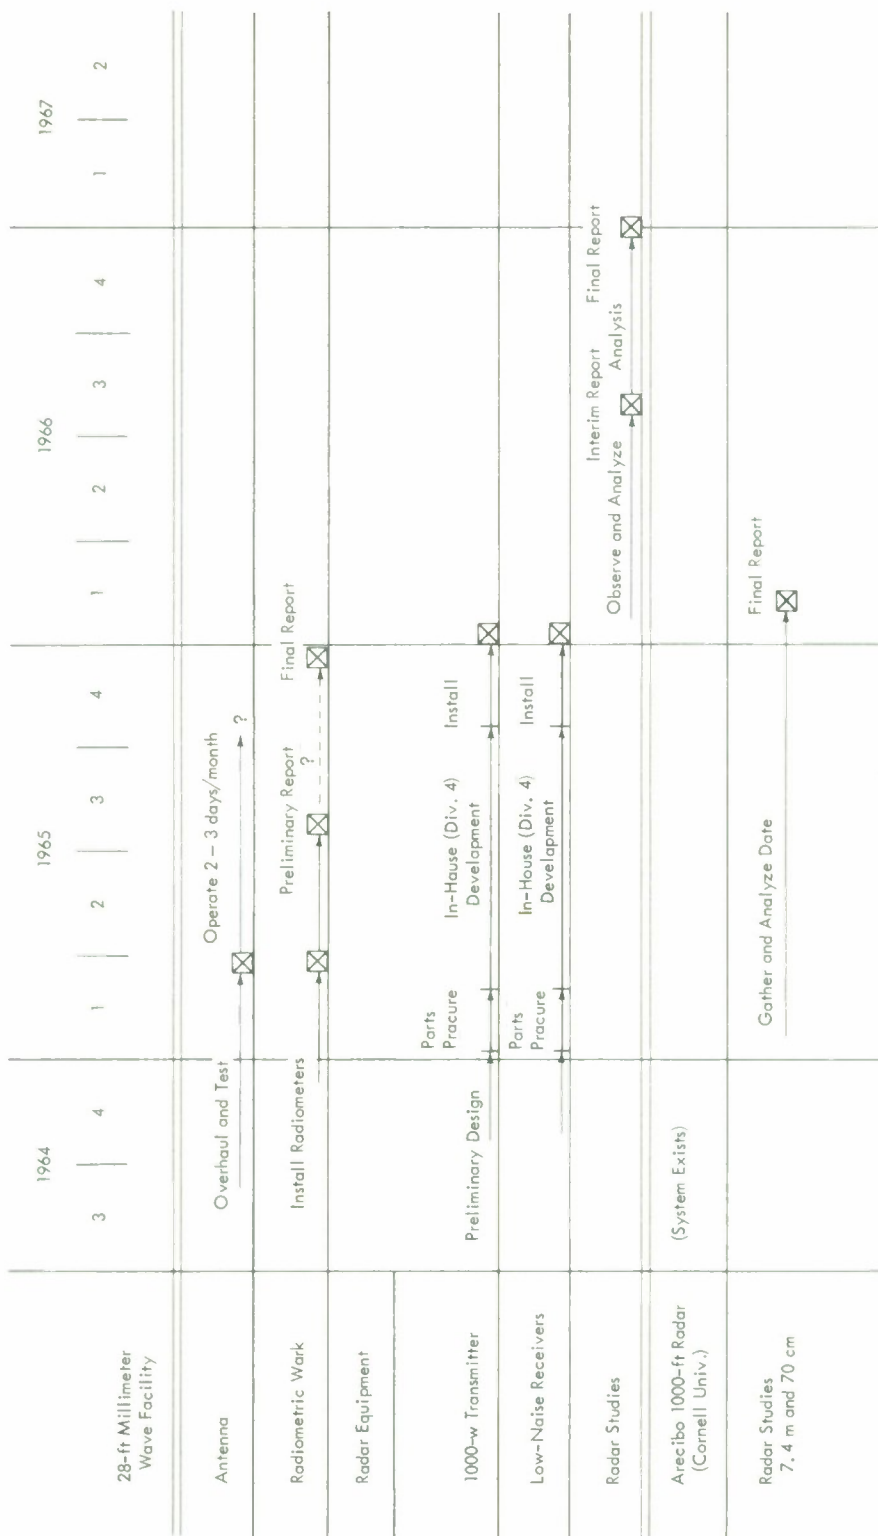 1964
1965
1966
1967
3
4
1
2
3
4
1
2
3
4
1
2
28-ft Millimeter
Wave Facility
Antenna
Overhaul and Test
Operate 2 – 3 days/month
?
Radiometric Wark
Install Radiometers
Preliminary Report
?
Final Report
Radar Equipment
1000-w Transmitter
Preliminary Design
Parts
Pracure
In-Hause (Div. 4)
Development
Install
Low-Naise Receivers
Parts
Pracure
In-House (Div. 4)
Development
Install
Radar Studies
Observe and Analyze
Interim Report
Analysis
Final Report
Arecibo 1000-ft Radar
(Cornell Univ.)
(System Exists)
Radar Studies
7.4 m and 70 cm
Gather and Analyze Date
Final Report